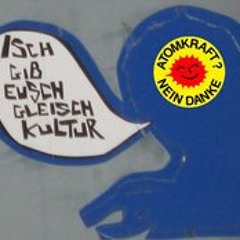 ISCH
GIB
EUSCH
GLEISCH
KULTUR
ATOMKRAFT?
NEIN DANKE